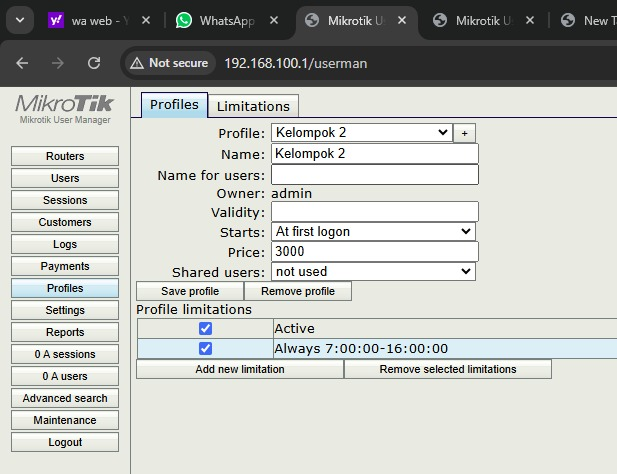 wa web - Y
WhatsApp
Mikrotik U
Mikrotik U
New T
Not secure 192.168.100.1/userman
MikroTik
Mikrotik User Manager
Routers
Users
Sessions
Customers
Logs
Payments
Profiles
Settings
Reports
0 A sessions
0 A users
Advanced search
Maintenance
Logout
Profiles Limitations
Profile: Kelompok 2 +
Name: Kelompok 2
Name for users:
Owner: admin
Validity:
Starts: At first logon
Price: 3000
Shared users: not used
Save profile Remove profile
Profile limitations
Active
Always 7:00:00-16:00:00
Add new limitation Remove selected limitations